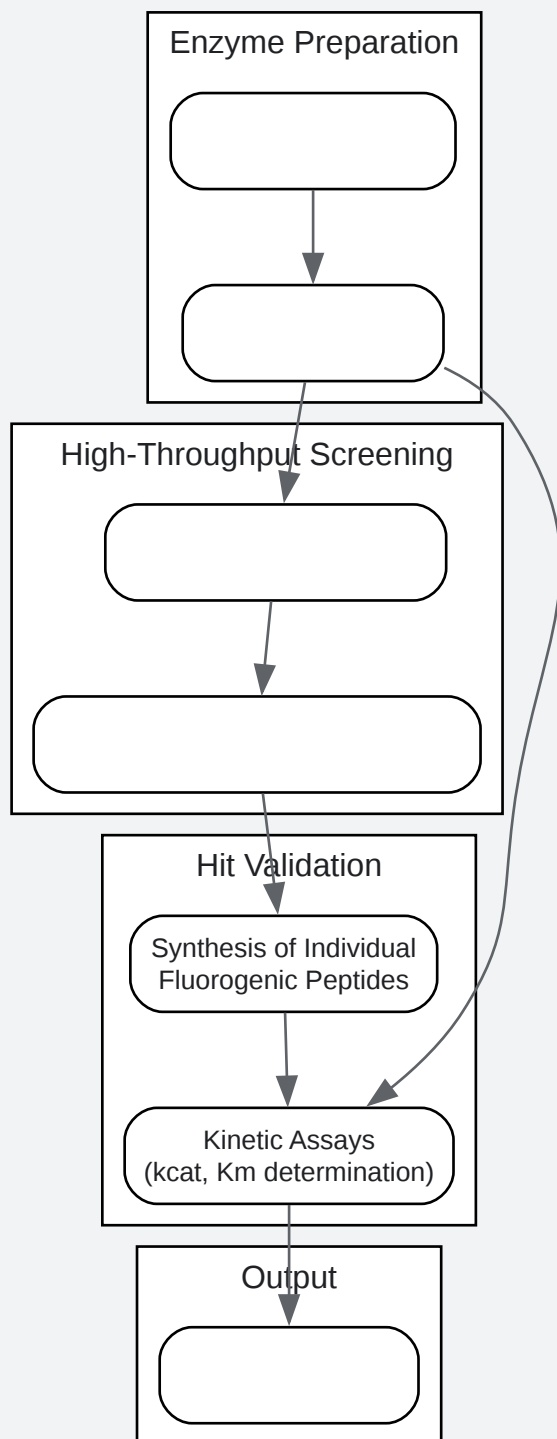 Enzyme Preparation
High-Throughput Screening
Hit Validation
Synthesis of Individual
Fluorogenic Peptides
Kinetic Assays
(kcat, Km determination)
Output